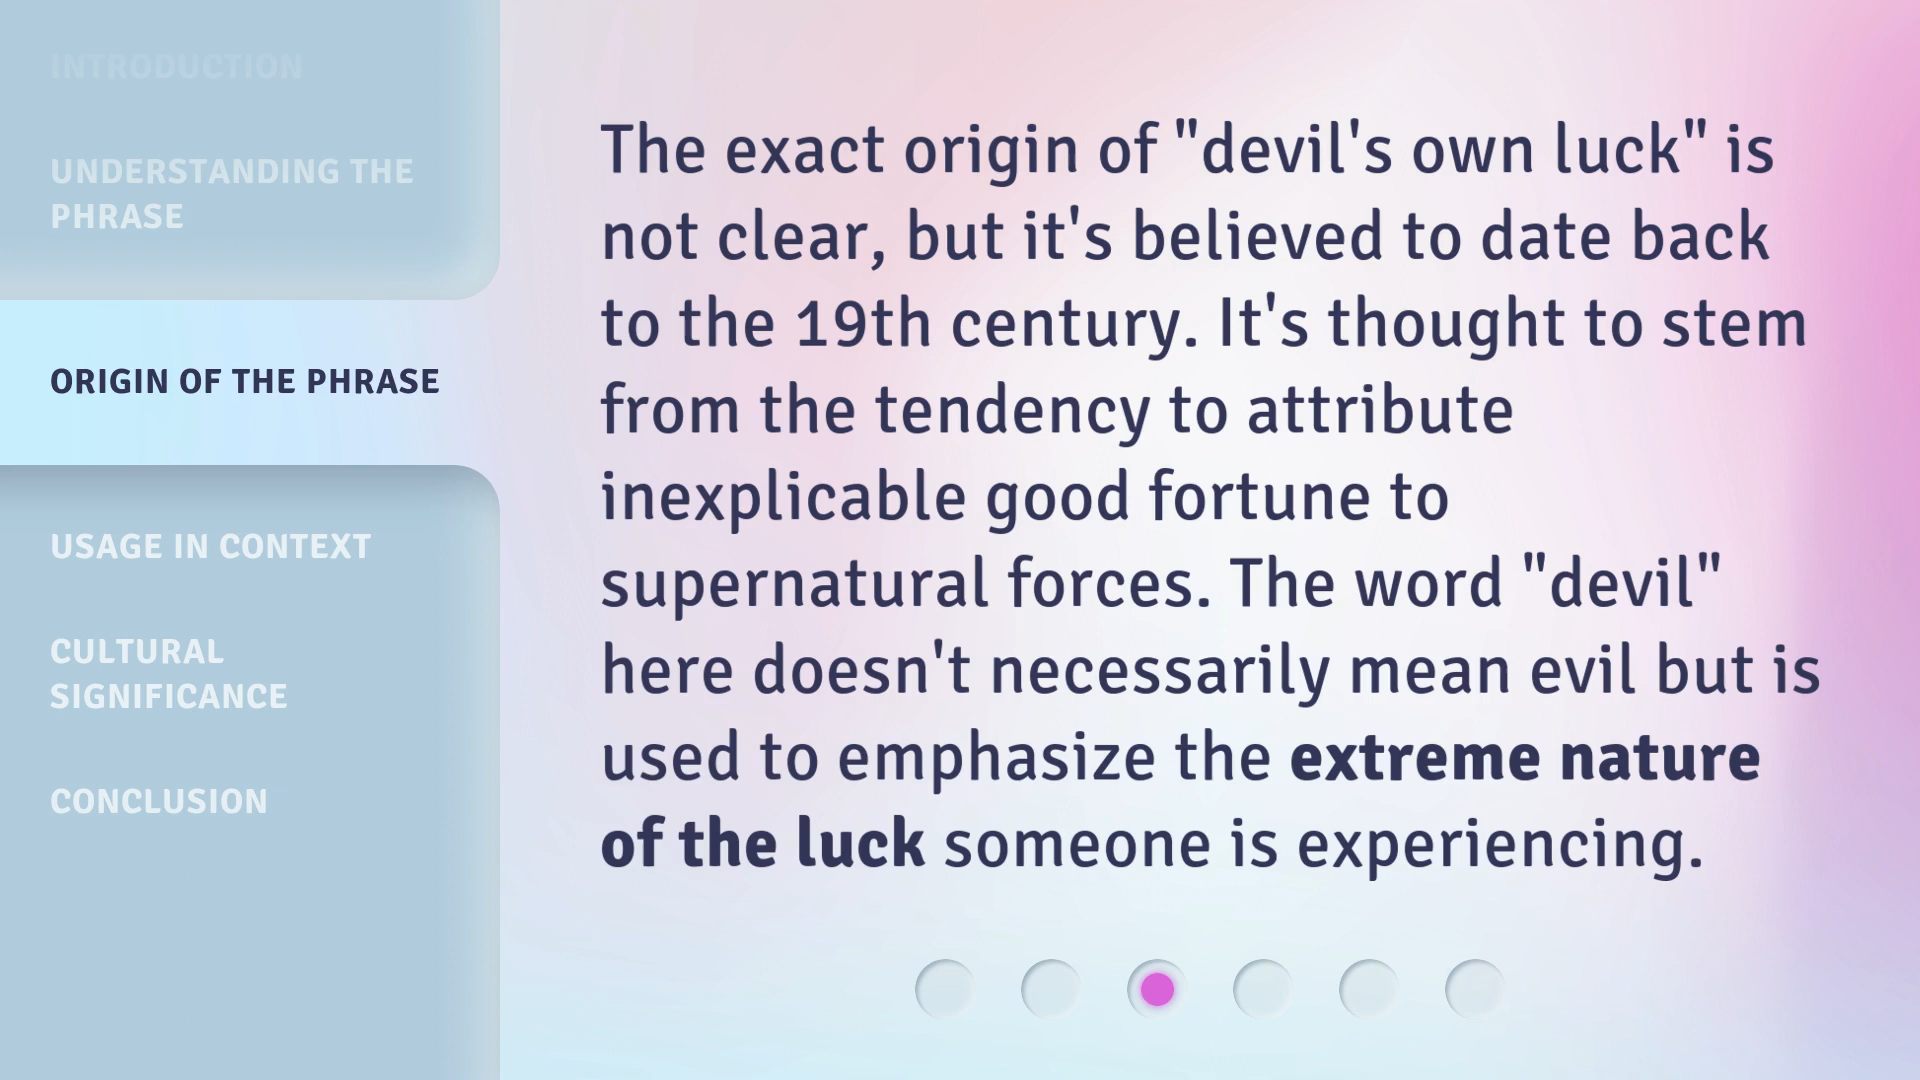 INTRODUCTION
UNDERSTANDING THE
PHRASE
ORIGIN OF THE PHRASE
USAGE IN CONTEXT
CULTURAL
SIGNIFICANCE
CONCLUSION
The exact origin of "devil's own luck" is
not clear, but it's believed to date back
to the 19th century. It's thought to stem
from the tendency to attribute
inexplicable good fortune to
supernatural forces. The word "devil"
here doesn't necessarily mean evil but is
used to emphasize the extreme nature
of the luck someone is experiencing.